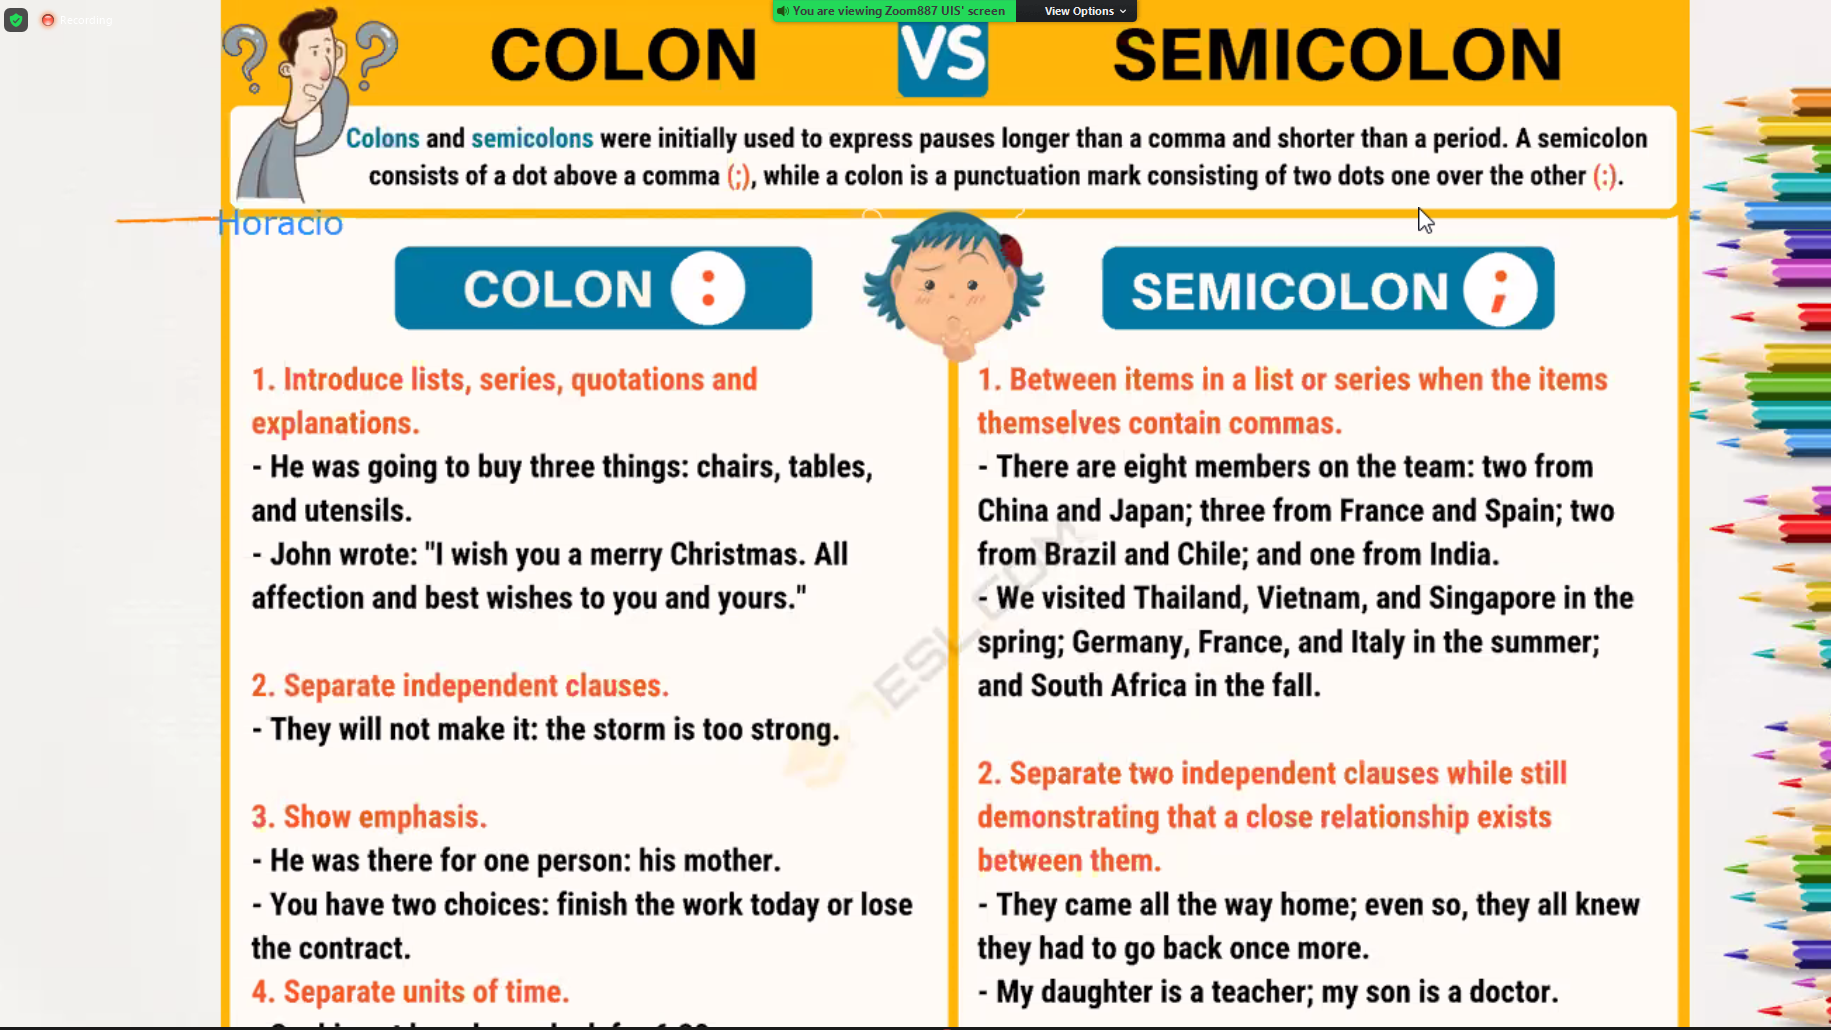 Recording
You are viewing Zoom887 UIS' screen
View Options
COLON VS SEMICOLON
Colons and semicolons were initially used to express pauses longer than a comma and shorter than a period. A semicolon
consists of a dot above a comma (;), while a colon is a punctuation mark consisting of two dots one over the other (:).
Horacio
COLON :
1. Introduce lists, series, quotations and
explanations.
- He was going to buy three things: chairs, tables,
and utensils.
- John wrote: "I wish you a merry Christmas. All
affection and best wishes to you and yours."
2. Separate independent clauses.
- They will not make it: the storm is too strong.
3. Show emphasis.
- He was there for one person: his mother.
- You have two choices: finish the work today or lose
the contract.
4. Separate units of time.
SEMICOLON ;
1. Between items in a list or series when the items
themselves contain commas.
- There are eight members on the team: two from
China and Japan; three from France and Spain; two
from Brazil and Chile; and one from India.
- We visited Thailand, Vietnam, and Singapore in the
spring; Germany, France, and Italy in the summer;
and South Africa in the fall.
2. Separate two independent clauses while still
demonstrating that a close relationship exists
between them.
- They came all the way home; even so, they all knew
they had to go back once more.
- My daughter is a teacher; my son is a doctor.
7ESL.COM